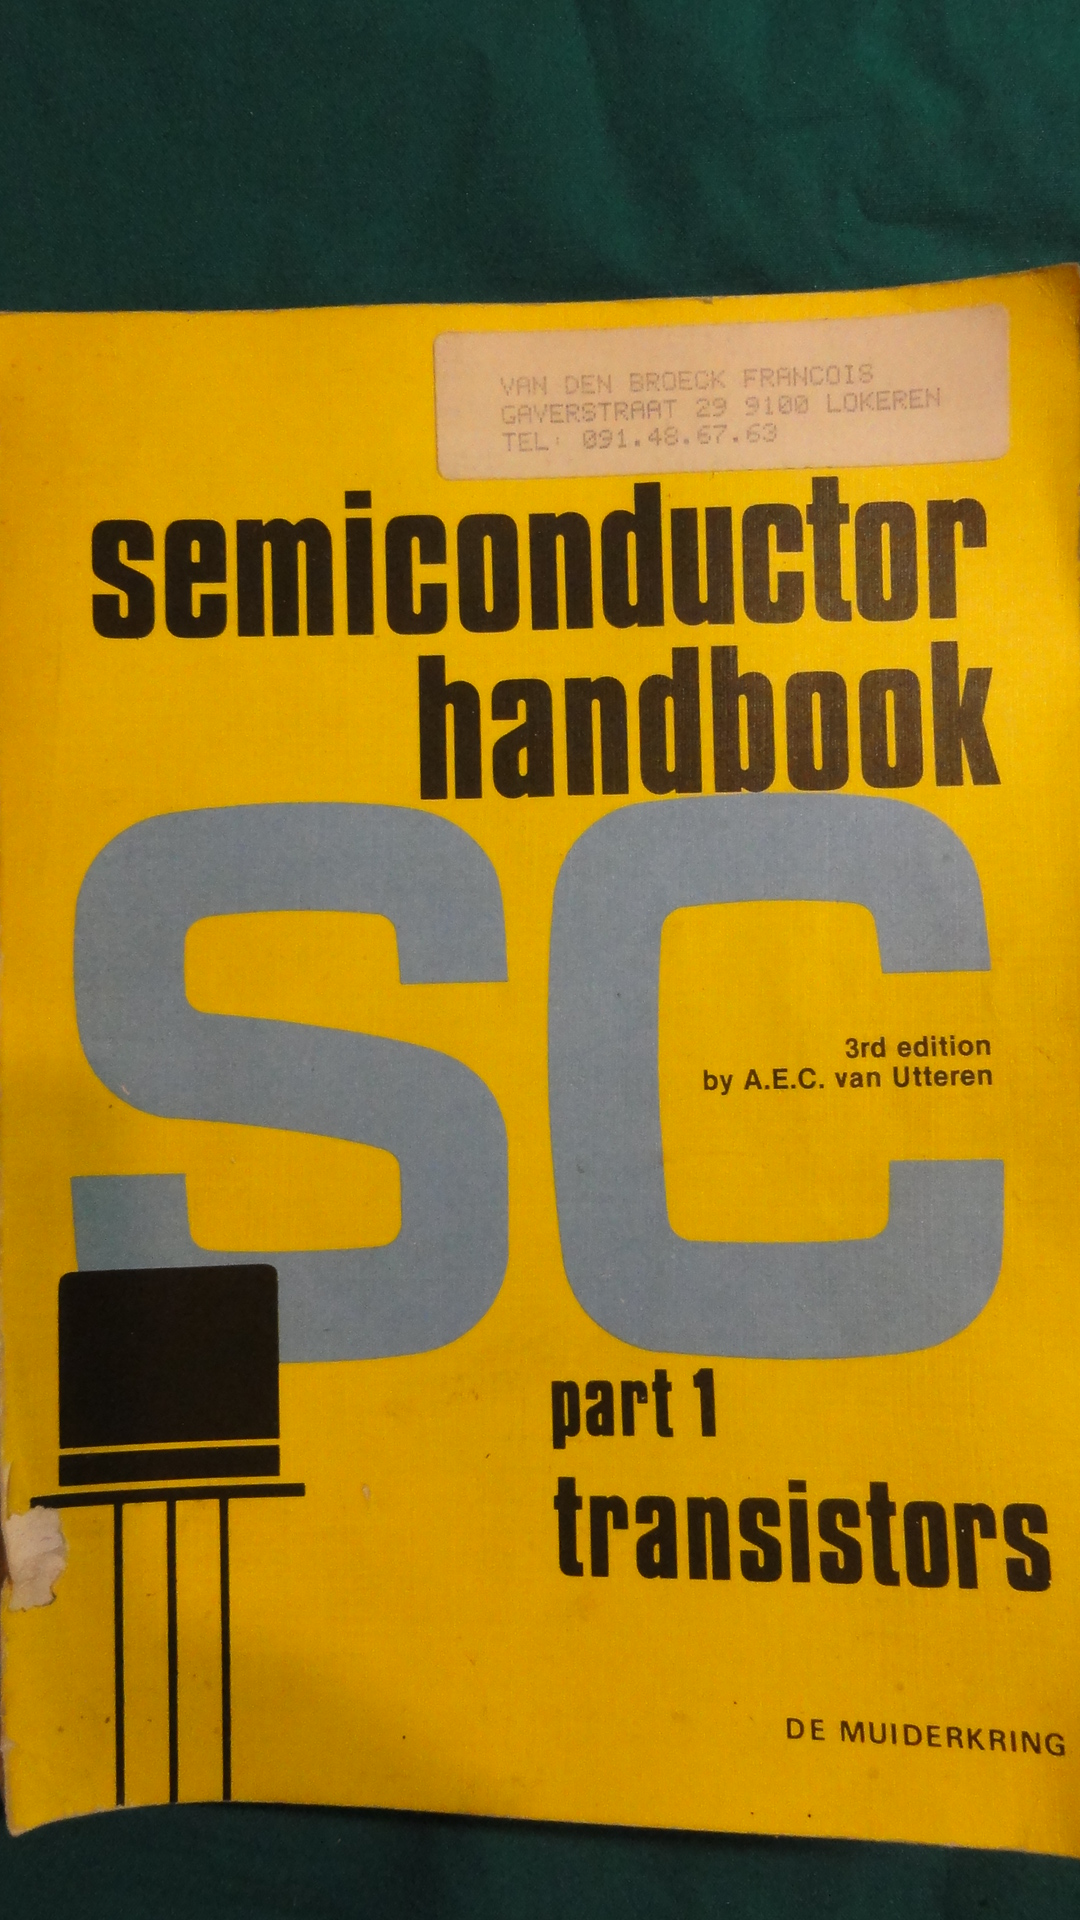 VAN DEN BROECK FRANCOIS
GAVERSTRAAT 29 9100 LOKEREN
TEL: 091.48.67.63
semiconductor
handbook
SC
3rd edition
by A.E.C. van Utteren
part 1
transistors
DE MUIDERKRING